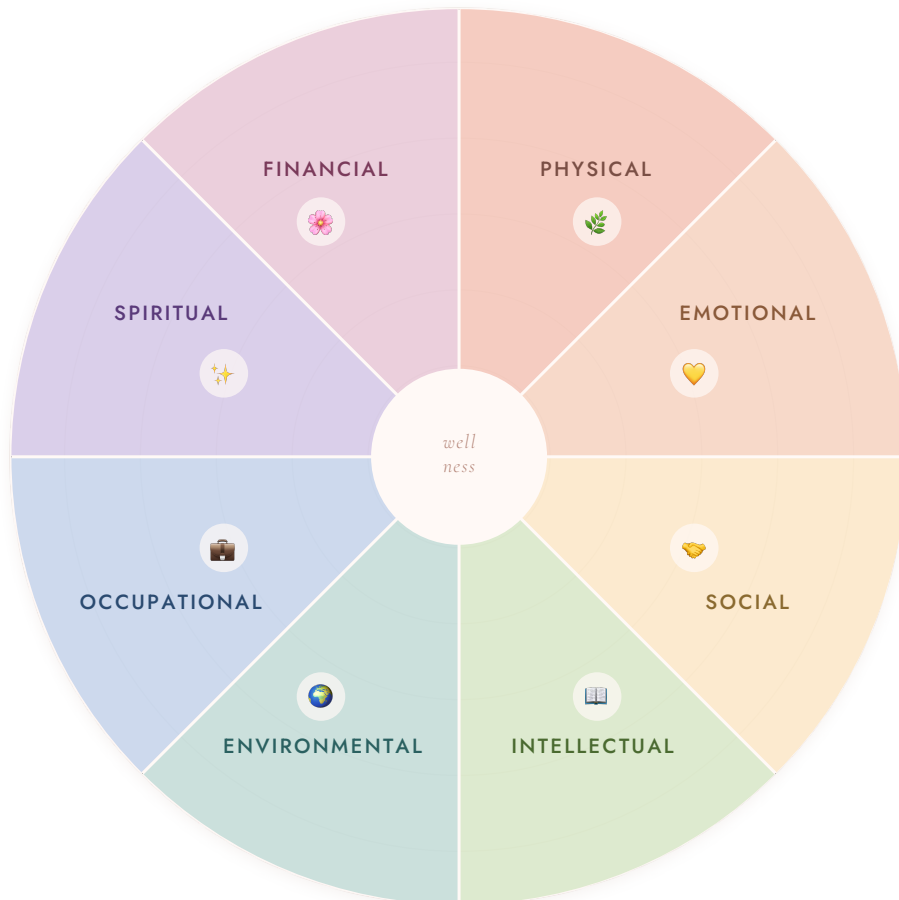 FINANCIAL
PHYSICAL
SPIRITUAL
EMOTIONAL
well
ness
OCCUPATIONAL
SOCIAL
ENVIRONMENTAL
INTELLECTUAL